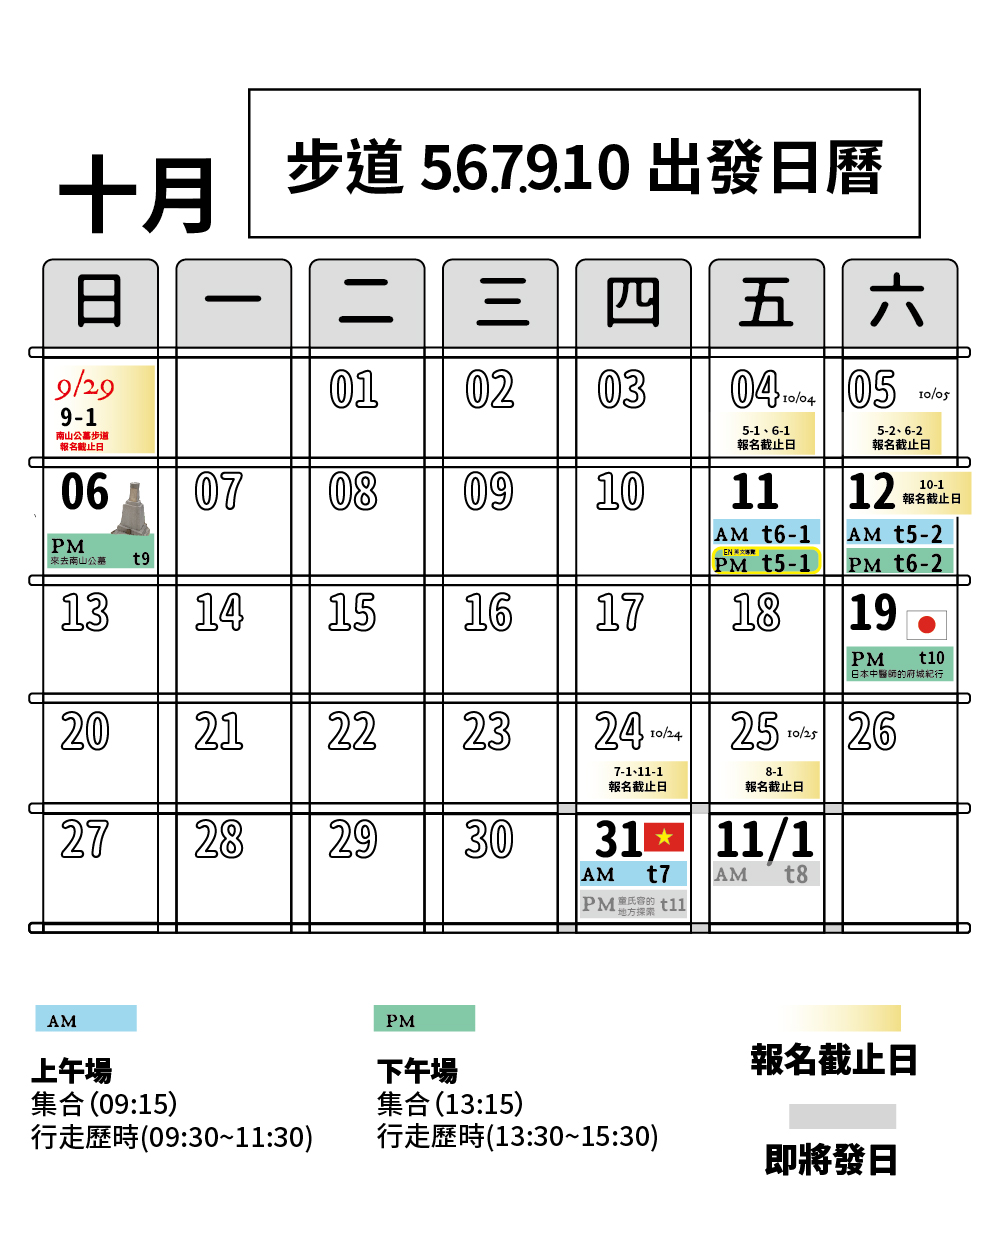 十月
步道 5.6.7.9.10 出發日曆
日 一 二 三 四 五 六
9/29
9-1
南山公墓步道
報名截止日
01
02
03
04 10/04
5-1、6-1
報名截止日
05 10/05
5-2、6-2
報名截止日
06
PM
來去南山公墓 t9
07
08
09
10
11
AM t6-1
EN 英文導覽
PM t5-1
12
10-1
報名截止日
AM t5-2
PM t6-2
13
14
15
16
17
18
19
PM t10
日本中醫師的府城紀行
20
21
22
23
24 10/24
7-1、11-1
報名截止日
25 10/25
8-1
報名截止日
26
27
28
29
30
31
AM t7
PM 童氏容的
地方探索 t11
11/1
AM t8
AM
上午場
集合（09:15）
行走歷時(09:30~11:30)
PM
下午場
集合（13:15）
行走歷時(13:30~15:30)
報名截止日
即將發日